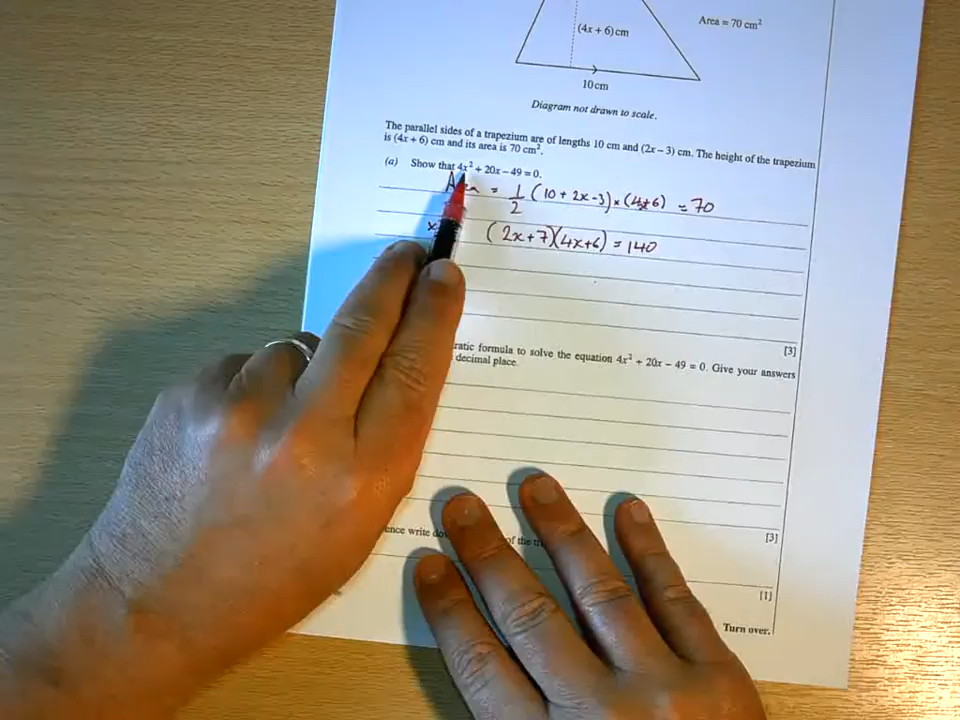 (4x + 6) cm
Area = 70 cm²
10 cm
Diagram not drawn to scale.
The parallel sides of a trapezium are of lengths 10 cm and (2x – 3) cm. The height of the trapezium
is (4x + 6) cm and its area is 70 cm².
(a) Show that 4x² + 20x – 49 = 0.
= 1/2 (10 + 2x - 3) × (4x+6) = 70
(2x + 7)(4x+6) = 140
[3]
formula to solve the equation 4x² + 20x – 49 = 0. Give your answers
decimal place.
[3]
write of the
[1]
Turn over.